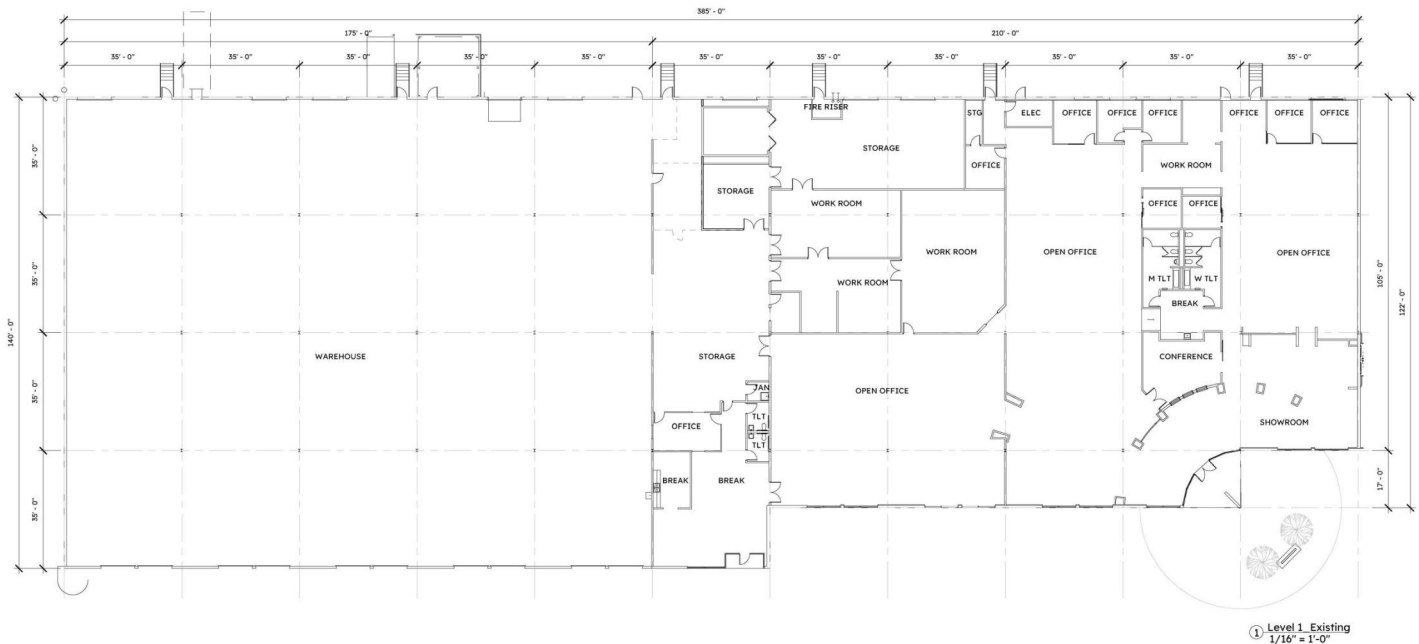 385' - 0"
175' - 0"
210' - 0"
35' - 0"
35' - 0"
35' - 0"
35' - 0"
35' - 0"
35' - 0"
35' - 0"
35' - 0"
35' - 0"
35' - 0"
35' - 0"
FIRE RISER
STG
ELEC
OFFICE
OFFICE
OFFICE
OFFICE
OFFICE
OFFICE
35' - 0"
STORAGE
OFFICE
WORK ROOM
STORAGE
WORK ROOM
OFFICE
OFFICE
35' - 0"
WORK ROOM
OPEN OFFICE
OPEN OFFICE
M TLT
W TLT
WORK ROOM
BREAK
105' - 0"
122' - 0"
140' - 0"
WAREHOUSE
STORAGE
CONFERENCE
35' - 0"
JAN
OPEN OFFICE
TLT
OFFICE
SHOWROOM
TLT
BREAK
BREAK
17' - 0"
35' - 0"
1 Level 1_Existing
1/16" = 1'-0"